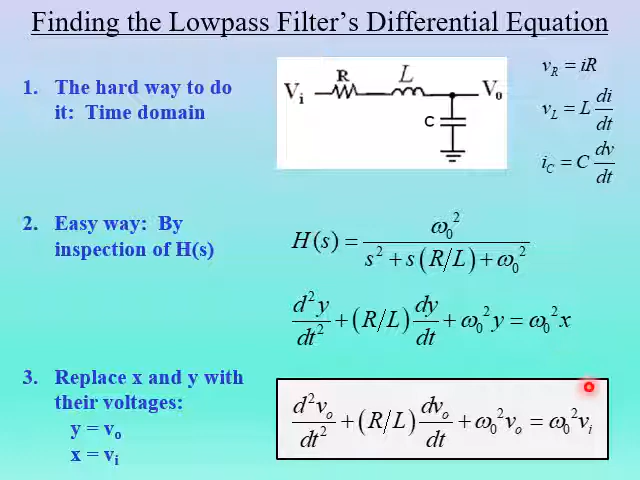 Finding the Lowpass Filter's Differential Equation
1. The hard way to do
it: Time domain
V_i R L V_o
C
v_R = iR
v_L = L di/dt
i_C = C dv/dt
2. Easy way: By
inspection of H(s)
H(s) = ω_0^2 / (s^2 + s(R/L) + ω_0^2)
d^2y/dt^2 + (R/L) dy/dt + ω_0^2 y = ω_0^2 x
3. Replace x and y with
their voltages:
y = v_o
x = v_i
d^2v_o/dt^2 + (R/L) dv_o/dt + ω_0^2 v_o = ω_0^2 v_i